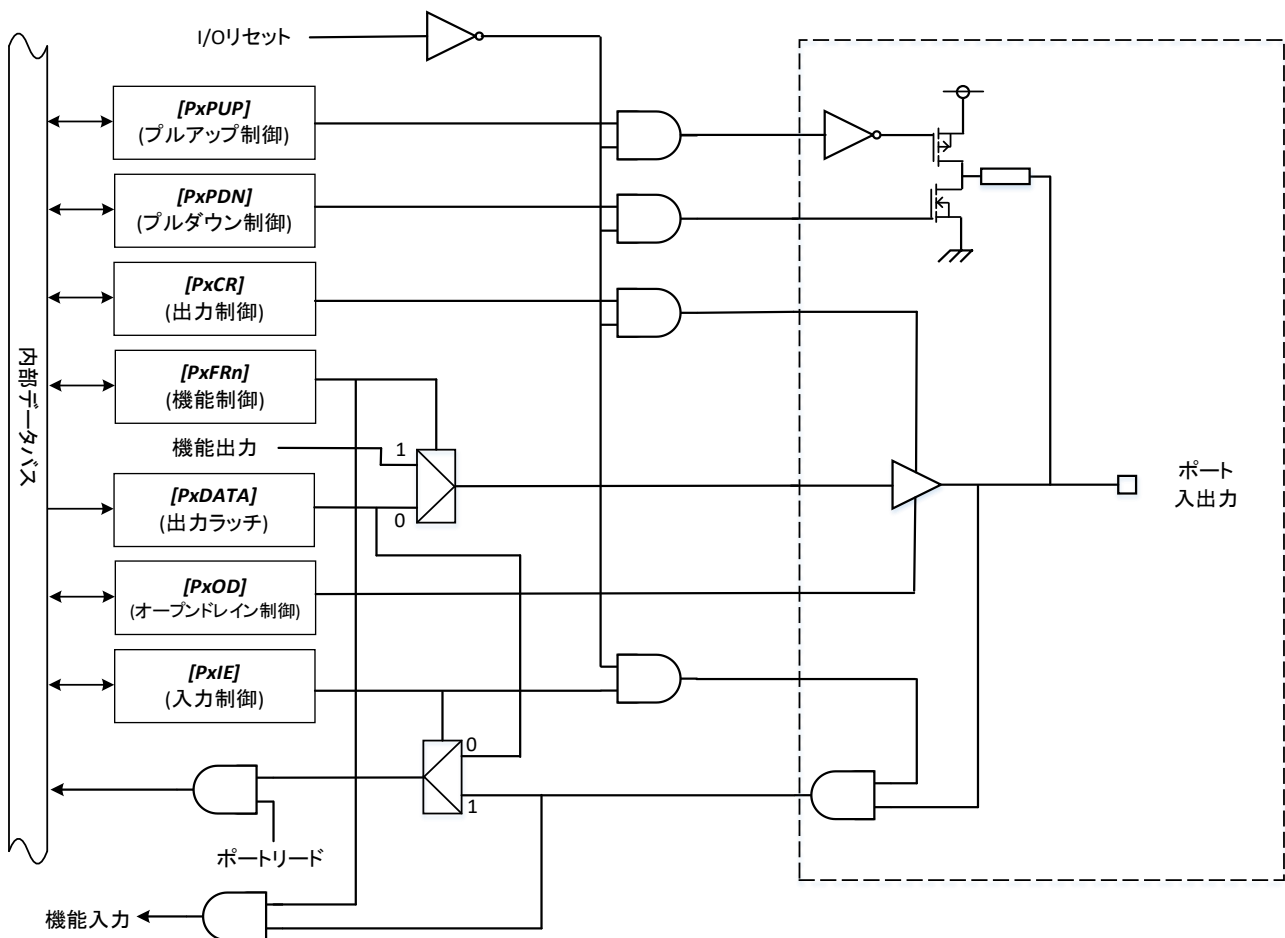 I/Oリセット
[PxPUP]
(プルアップ制御)
[PxPDN]
(プルダウン制御)
[PxCR]
(出力制御)
内部データバス
[PxFRn]
(機能制御)
機能出力
1
[PxDATA]
(出力ラッチ)
0
ポート
入出力
[PxOD]
(オープンドレイン制御)
[PxIE]
(入力制御)
0
1
ポートリード
機能入力